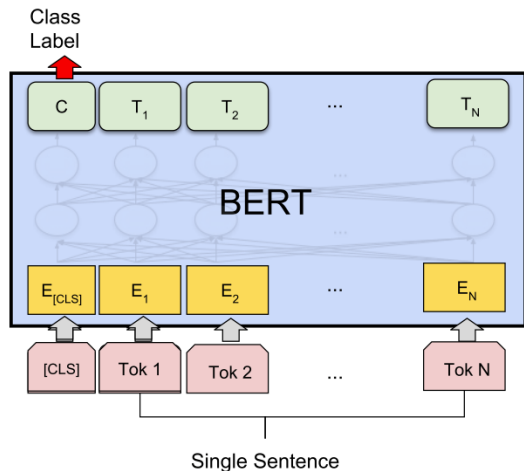 Class
Label
C T1 T2 ... TN
...
BERT
...
E[CLS] E1 E2 ... EN
[CLS] Tok 1 Tok 2 ... Tok N
Single Sentence